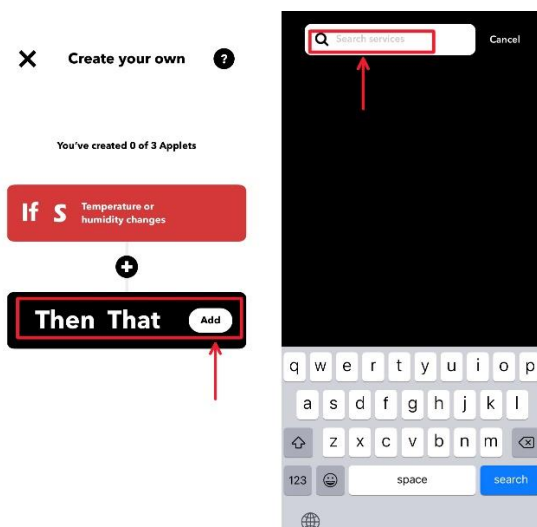 Create your own ?
You've created 0 of 3 Applets
If S Temperature or
humidity changes
Then That Add
Search services Cancel
q w e r t y u i o p
a s d f g h j k l
z x c v b n m
123 space search